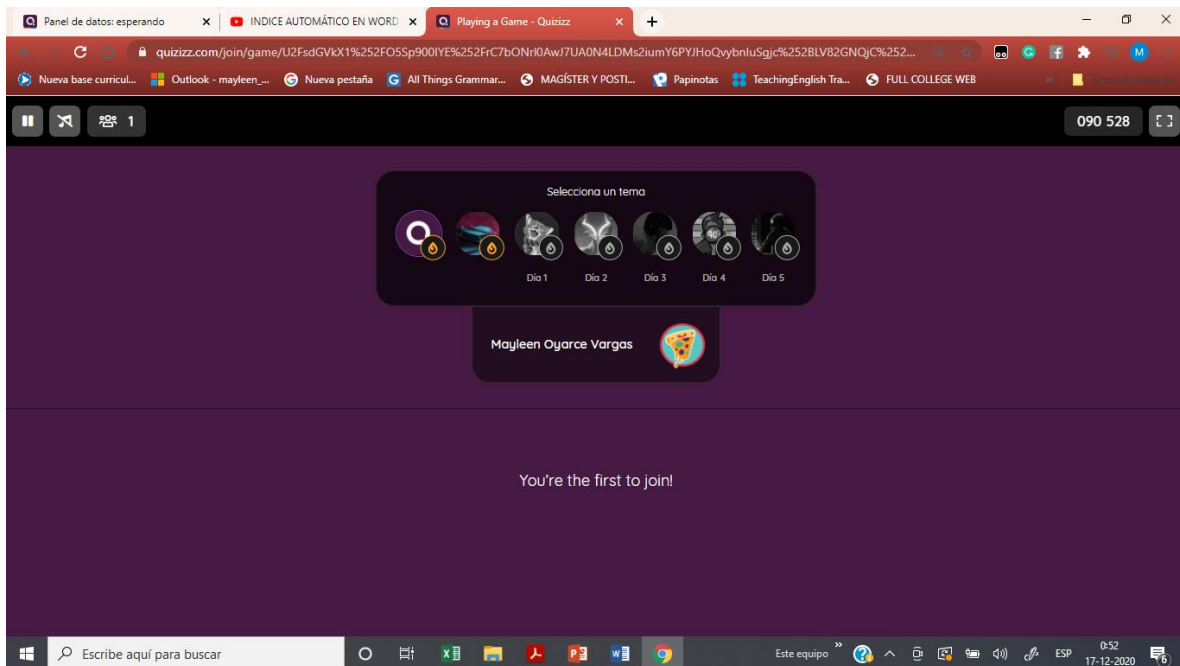 Panel de datos: esperando
INDICE AUTOMÁTICO EN WORD
Playing a Game - Quizizz
quizizz.com/join/game/U2FsdGVkX1%252FO5Sp900IYE%252FrC7bONrl0AwJ7UA0N4LDMs2iumY6PYJHoQvybnIuSgjc%252BLV82GNQjC%252...
Nueva base curricul...
Outlook - mayleen_...
Nueva pestaña
All Things Grammar...
MAGÍSTER Y POSTI...
Papinotas
TeachingEnglish Tra...
FULL COLLEGE WEB
1
090 528
Selecciona un tema
Día 1
Día 2
Día 3
Día 4
Día 5
Mayleen Oyarce Vargas
You're the first to join!
Escribe aquí para buscar
Este equipo
ESP
0:52
17-12-2020
6